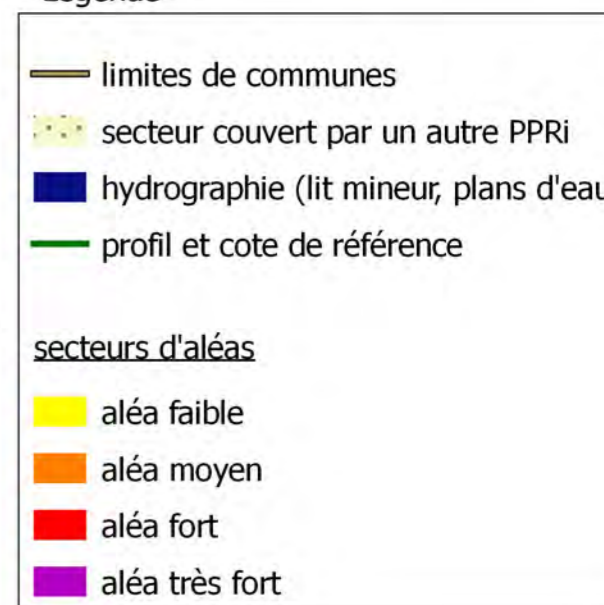 limites de communes
secteur couvert par un autre PPRi
hydrographie (lit mineur, plans d'eau
profil et cote de référence
secteurs d'aléas
aléa faible
aléa moyen
aléa fort
aléa très fort